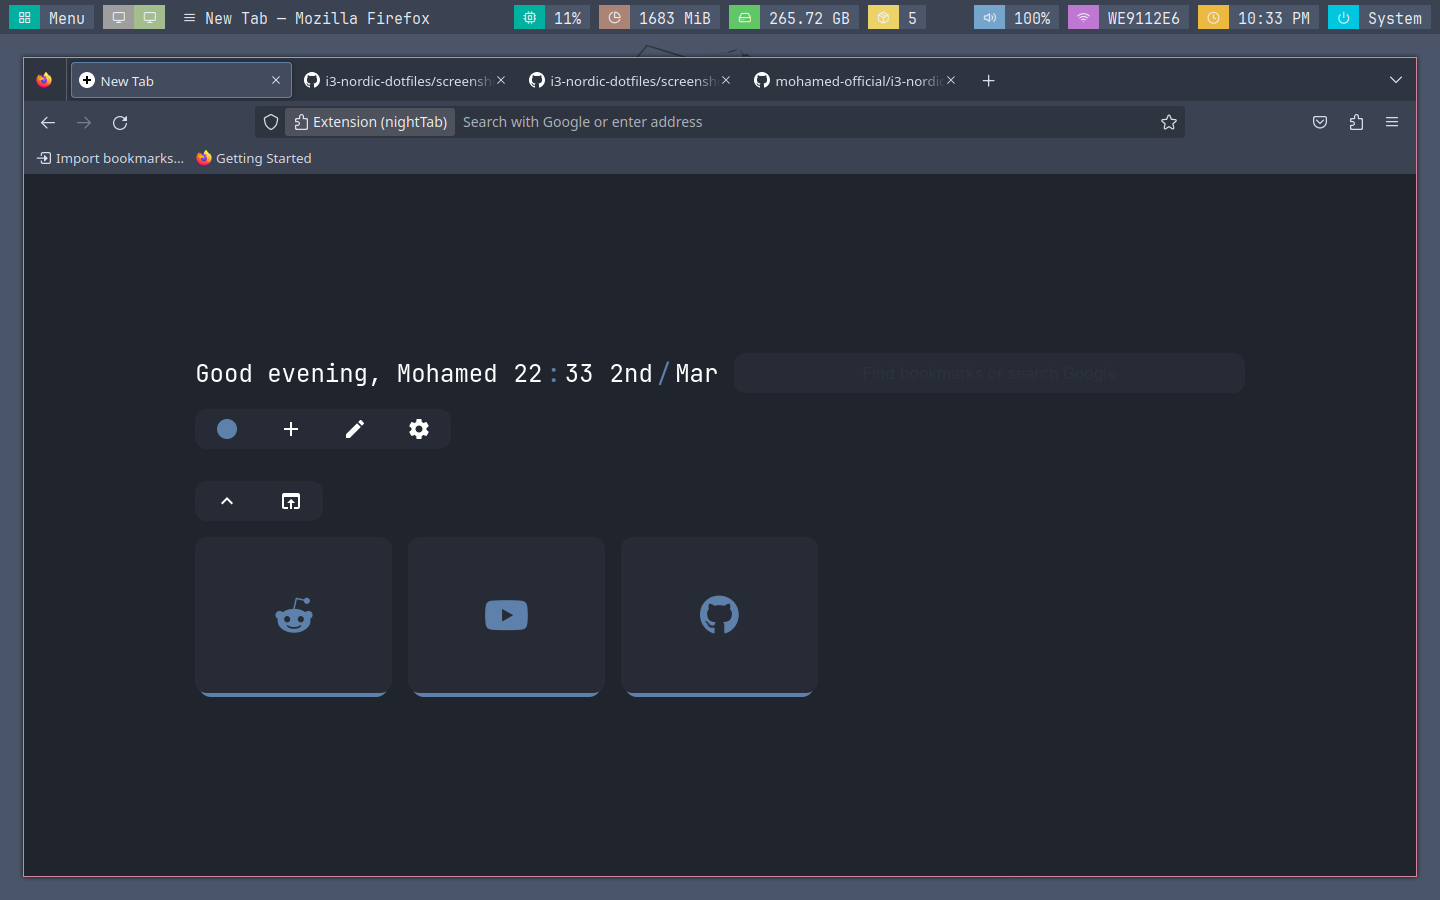 Menu New Tab — Mozilla Firefox 11% 1683 MiB 265.72 GB 5 100% WE9112E6 10:33 PM System
New Tab i3-nordic-dotfiles/screensh i3-nordic-dotfiles/screensh mohamed-official/i3-nordic
Extension (nightTab) Search with Google or enter address
Import bookmarks... Getting Started
Good evening, Mohamed 22:33 2nd/Mar Find bookmarks or search Google